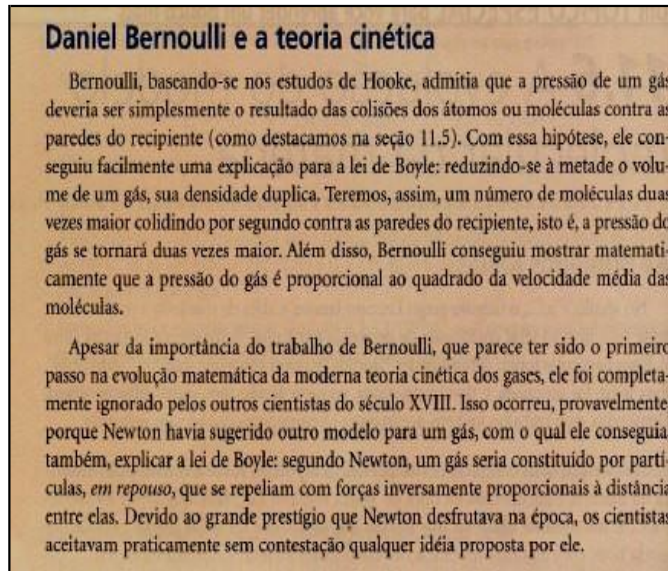 Daniel Bernoulli e a teoria cinética
Bernoulli, baseando-se nos estudos de Hooke, admitia que a pressão de um gás
deveria ser simplesmente o resultado das colisões dos átomos ou moléculas contra a
paredes do recipiente (como destacamos na seção 11.5). Com essa hipótese, ele con-
seguiu facilmente uma explicação para a lei de Boyle: reduzindo-se à metade o volu-
me de um gás, sua densidade duplica. Teremos, assim, um número de moléculas dua
vezes maior colidindo por segundo contra as paredes do recipiente, isto é, a pressão do
gás se tornará duas vezes maior. Além disso, Bernoulli conseguiu mostrar matemati-
camente que a pressão do gás é proporcional ao quadrado da velocidade média das
moléculas.
Apesar da importância do trabalho de Bernoulli, que parece ter sido o primeiro
passo na evolução matemática da moderna teoria cinética dos gases, ele foi completa-
mente ignorado pelos outros cientistas do século XVIII. Isso ocorreu, provavelmente
porque Newton havia sugerido outro modelo para um gás, com o qual ele conseguia
também, explicar a lei de Boyle: segundo Newton, um gás seria constituído por partí-
culas, em repouso, que se repeliam com forças inversamente proporcionais à distância
entre elas. Devido ao grande prestígio que Newton desfrutava na época, os cientistas
aceitavam praticamente sem contestação qualquer idéia proposta por ele.